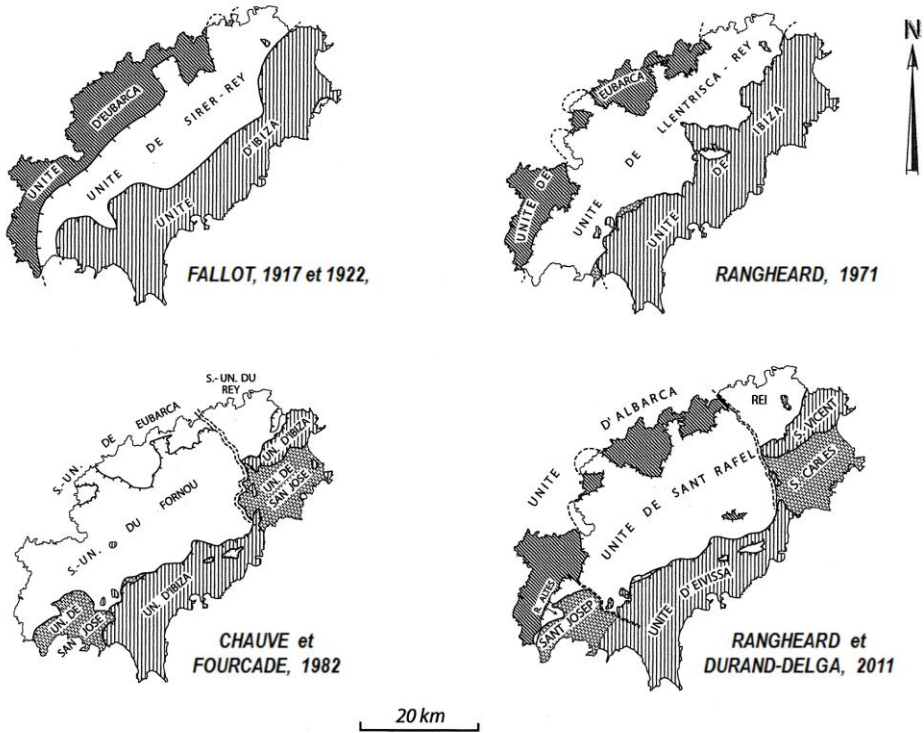 N
UNITE D'EUBARCA
UNITE DE SIRER-REY
UNITE D'IBIZA
FALLOT, 1917 et 1922,
UNITE DE EUBARCA
UNITE DE LLENTRISCA-REY
UNITE DE IBIZA
RANGHEARD, 1971
S.-UN. DU
REY
S.-UN. DE EUBARCA
S.-UN. DU FORNOU
UN. D'IBIZA
UN. DE
SAN JOSE
UN. D'IBIZA
UN. DE
SAN JOSE
CHAUVE et
FOURCADE, 1982
UNITE D'ALBARCA
REI
S. VICENT
S. CARLES
UNITE DE SANT RAFEL
UNITE D'EIVISSA
SANT JOSEP
RANGHEARD et
DURAND-DELGA, 2011
20 km